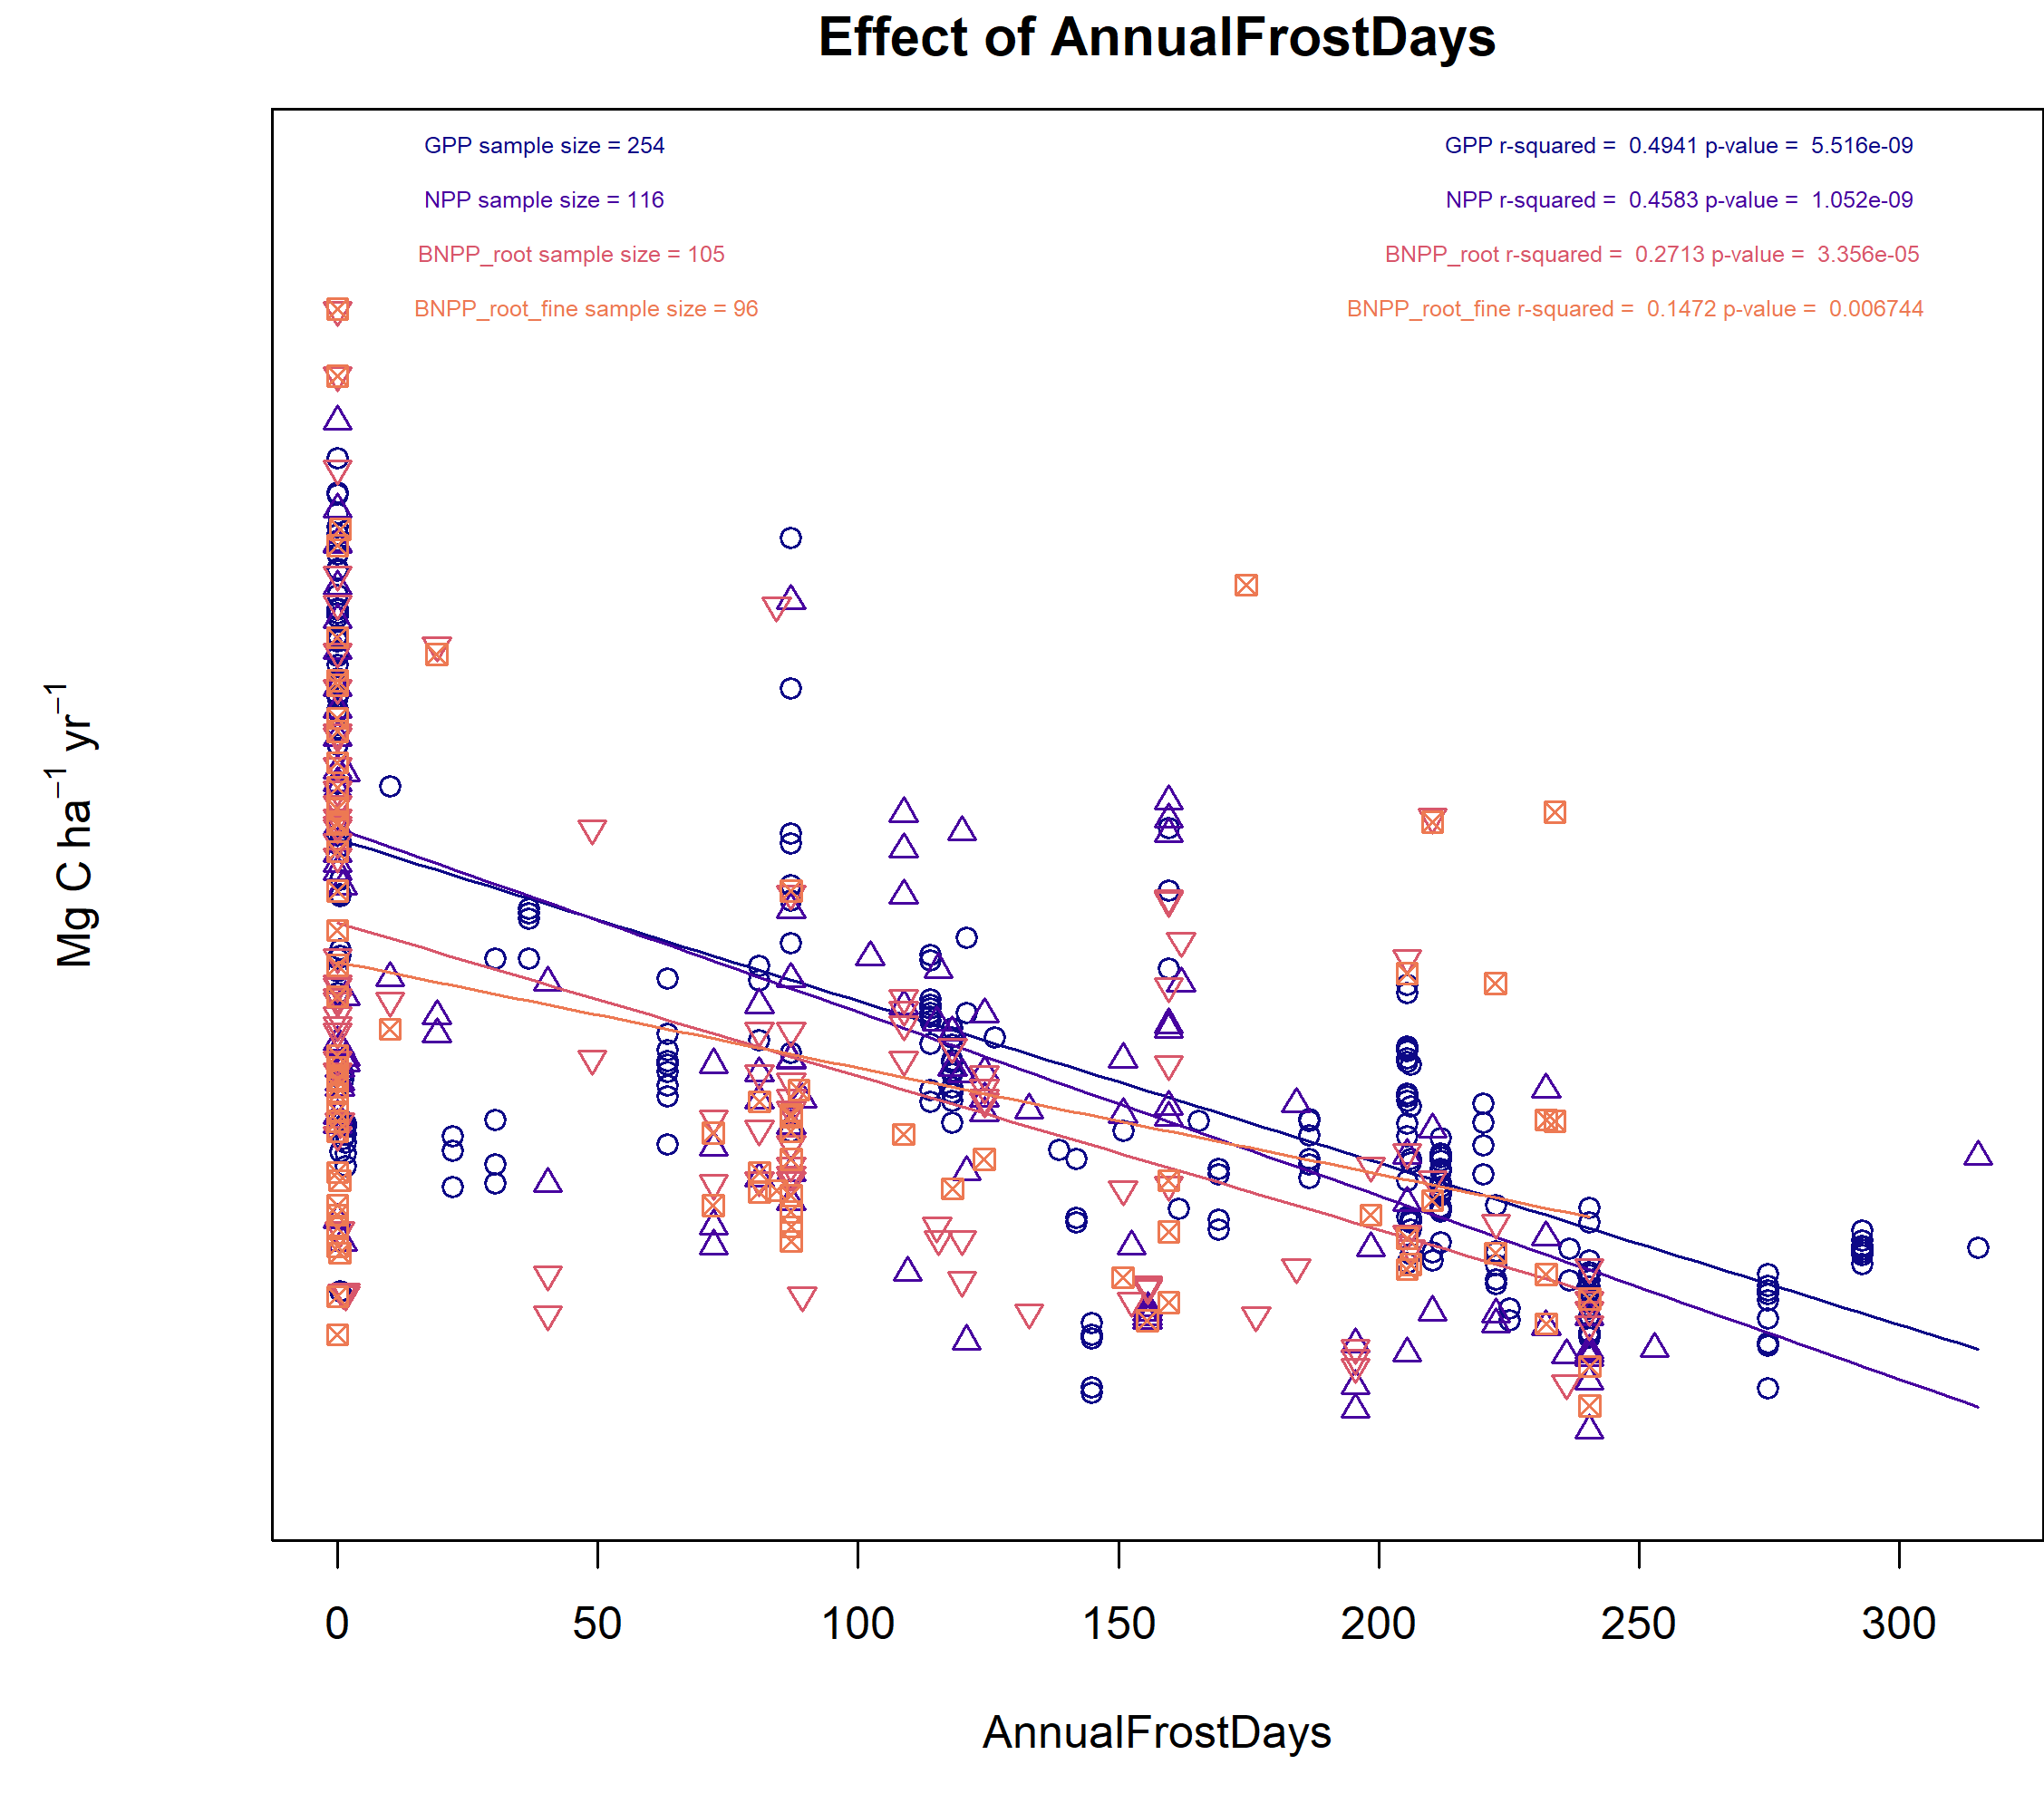 Effect of AnnualFrostDays
GPP sample size = 254
GPP r-squared = 0.4941 p-value = 5.516e-09
NPP sample size = 116
NPP r-squared = 0.4583 p-value = 1.052e-09
BNPP_root sample size = 105
BNPP_root r-squared = 0.2713 p-value = 3.356e-05
BNPP_root_fine sample size = 96
BNPP_root_fine r-squared = 0.1472 p-value = 0.006744
Mg C ha⁻¹ yr⁻¹
0 50 100 150 200 250 300
AnnualFrostDays